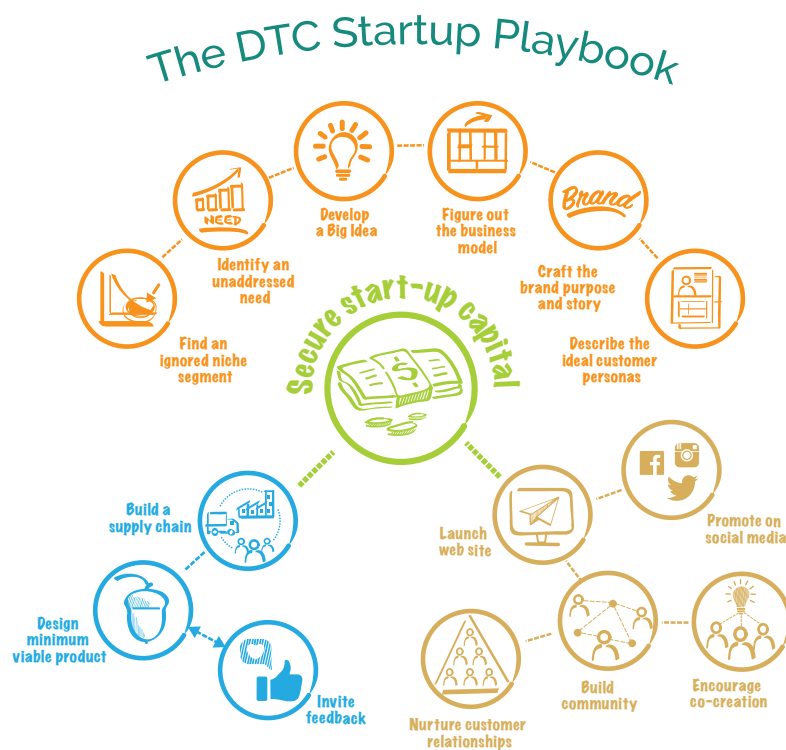 The DTC Startup Playbook
Find an
ignored niche
segment
NEED
Identify an
unaddressed
need
Develop
a Big Idea
Figure out
the business
model
Brand
Craft the
brand purpose
and story
Describe the
ideal customer
personas
Secure start-up capital
$
Build a
supply chain
Design
minimum
viable product
Invite
feedback
Launch
web site
Promote on
social media
Build
community
Encourage
co-creation
Nurture customer
relationships